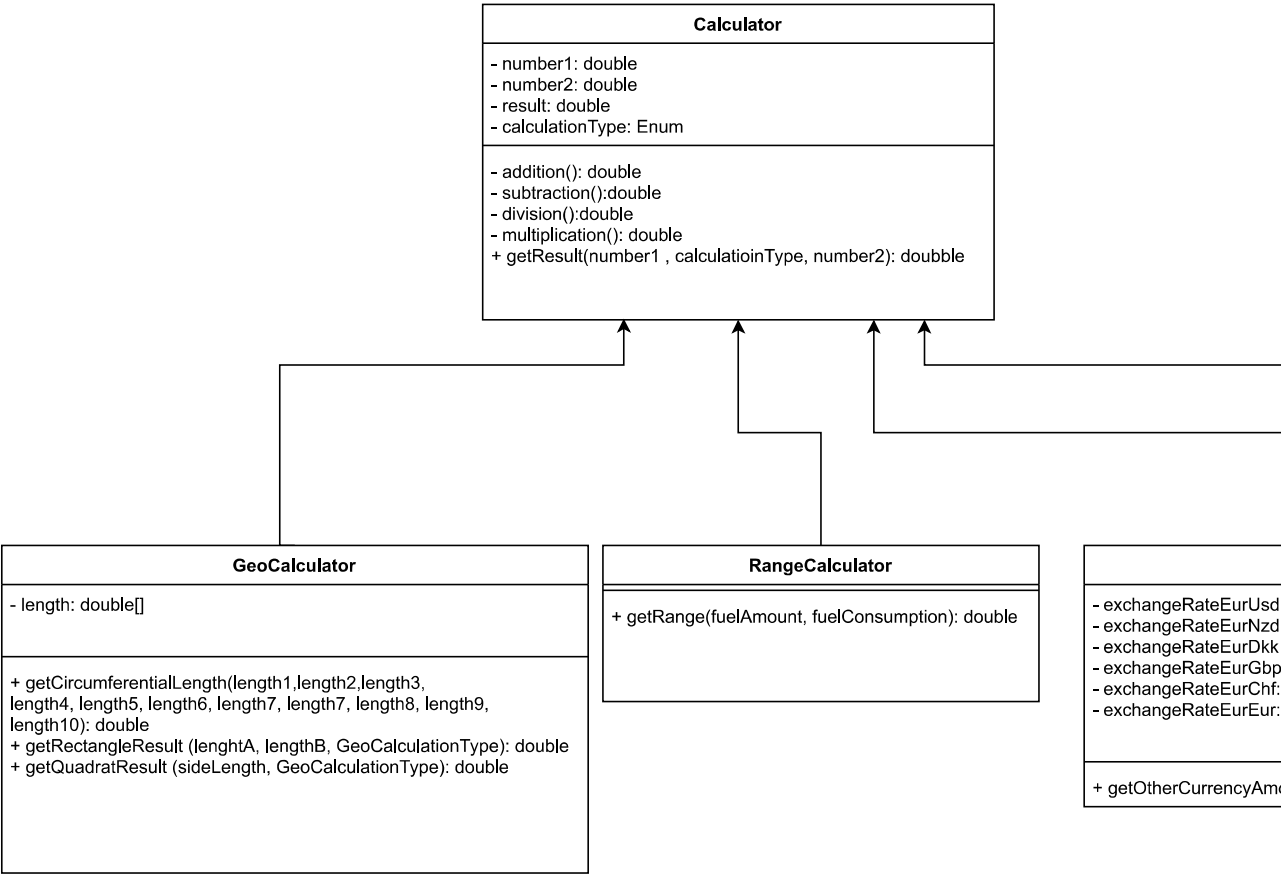 Calculator
- number1: double
- number2: double
- result: double
- calculationType: Enum
- addition(): double
- subtraction():double
- division():double
- multiplication(): double
+ getResult(number1 , calculatioinType, number2): doubble
GeoCalculator
- length: double[]
+ getCircumferentialLength(length1,length2,length3,
length4, length5, length6, length7, length7, length8, length9,
length10): double
+ getRectangleResult (lenghtA, lengthB, GeoCalculationType): double
+ getQuadratResult (sideLength, GeoCalculationType): double
RangeCalculator
+ getRange(fuelAmount, fuelConsumption): double
- exchangeRateEurUsd
- exchangeRateEurNzd
- exchangeRateEurDkk
- exchangeRateEurGbp
- exchangeRateEurChf:
- exchangeRateEurEur:
+ getOtherCurrencyAmo